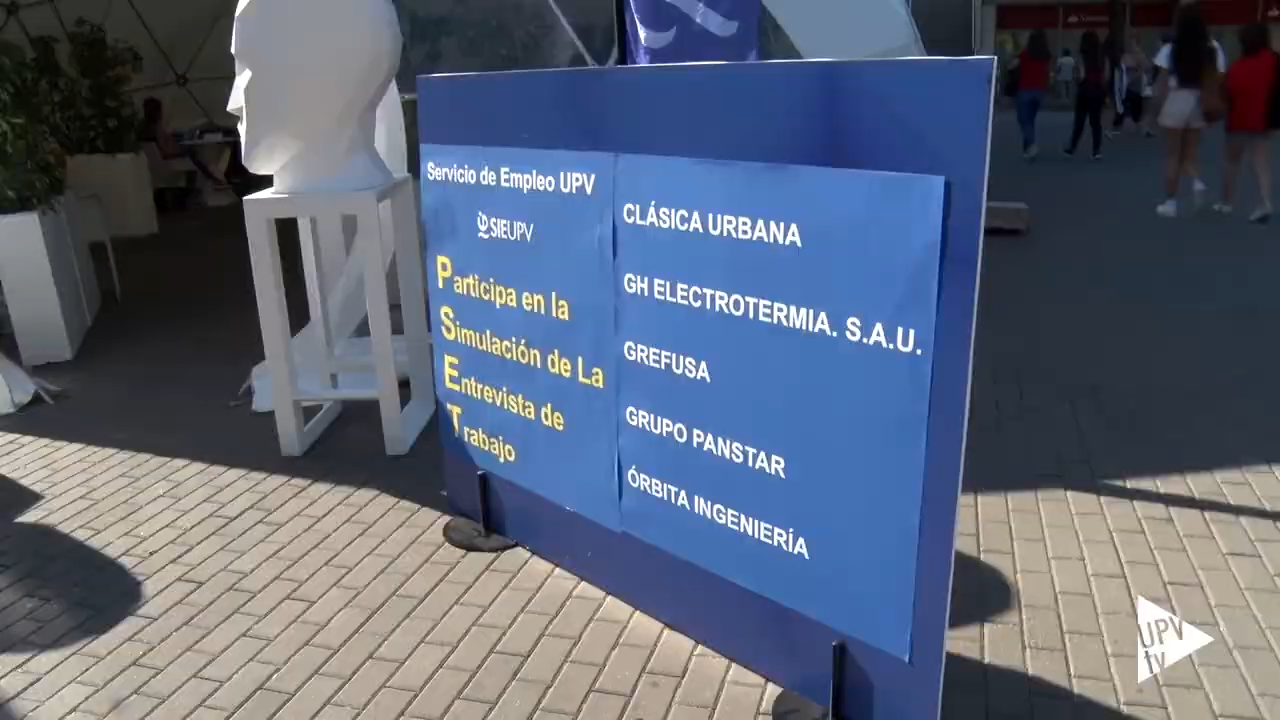 Servicio de Empleo UPV
SIEUPV
Participa en la
Simulación de La
Entrevista de
Trabajo
CLÁSICA URBANA
GH ELECTROTERMIA. S.A.U.
GREFUSA
GRUPO PANSTAR
ÓRBITA INGENIERÍA
UPV
tv